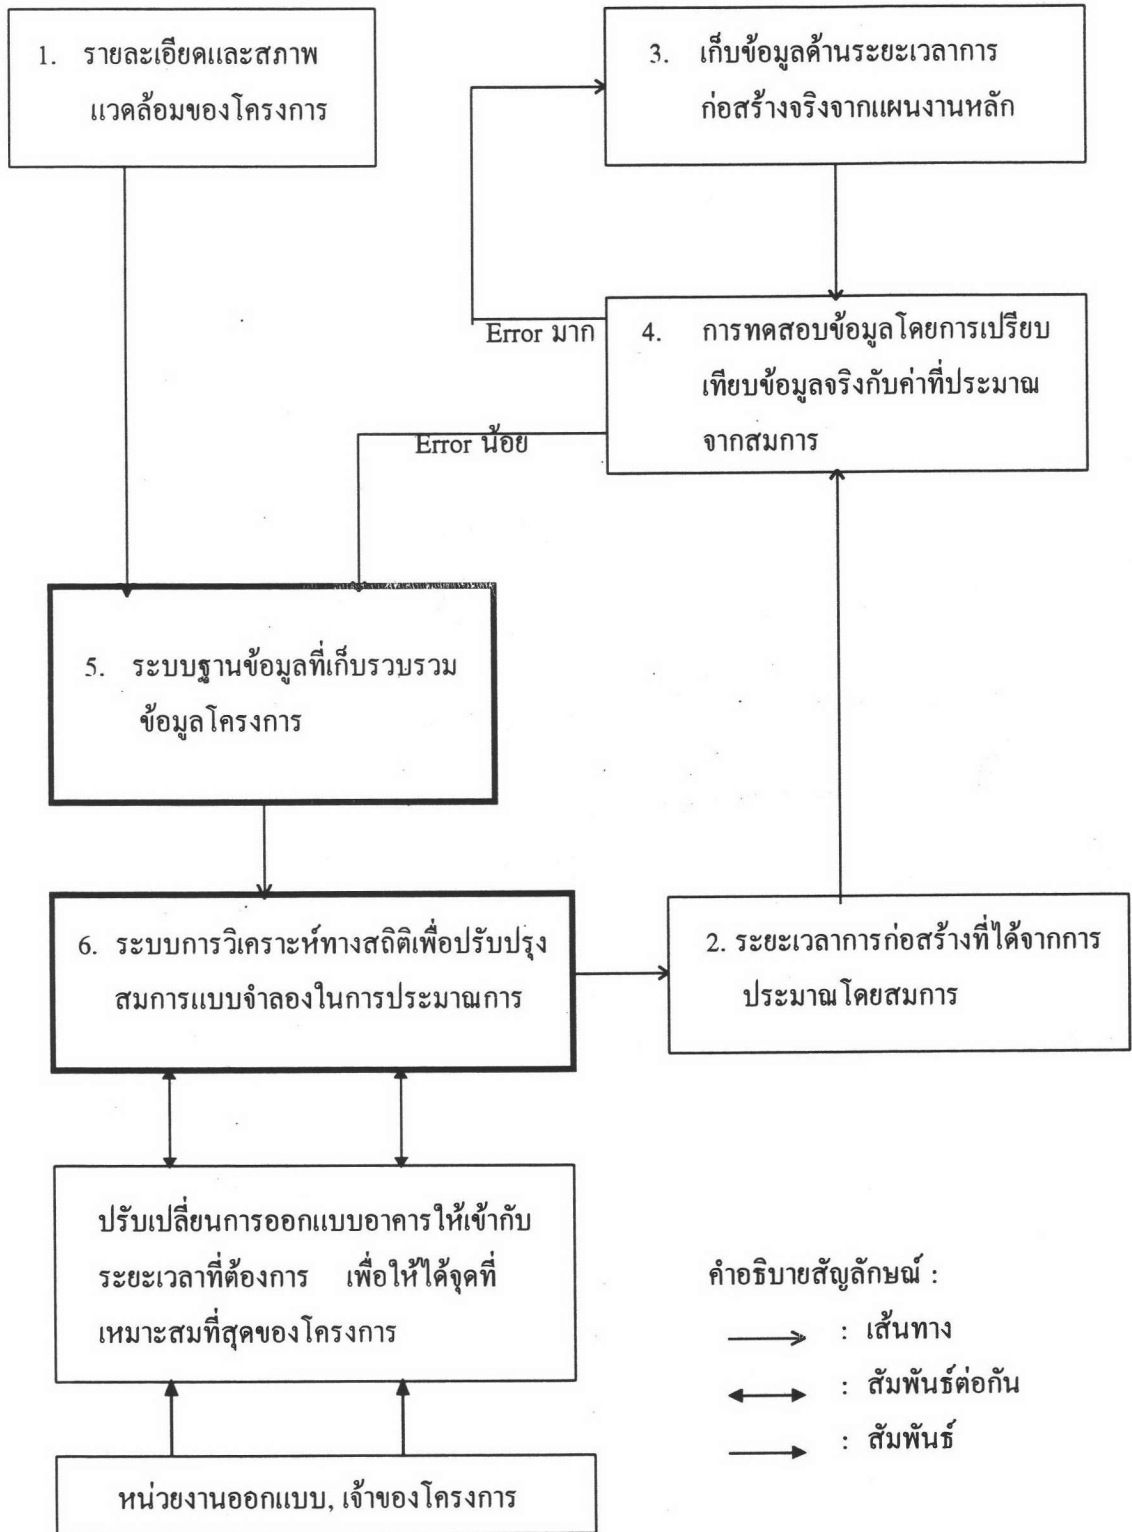 1. รายละเอียดและสภาพ
แวดล้อมของโครงการ
3. เก็บข้อมูลด้านระยะเวลาการ
ก่อสร้างจริงจากแผนงานหลัก
Error มาก
4. การทดสอบข้อมูลโดยการเปรียบ
เทียบข้อมูลจริงกับค่าที่ประมาณ
จากสมการ
Error น้อย
5. ระบบฐานข้อมูลที่เก็บรวบรวม
ข้อมูลโครงการ
6. ระบบการวิเคราะห์ทางสถิติเพื่อปรับปรุง
สมการแบบจำลองในการประมาณการ
2. ระยะเวลาการก่อสร้างที่ได้จากการ
ประมาณโดยสมการ
ปรับเปลี่ยนการออกแบบอาคารให้เข้ากับ
ระยะเวลาที่ต้องการ เพื่อให้ได้จุดที่
เหมาะสมที่สุดของโครงการ
หน่วยงานออกแบบ, เจ้าของโครงการ
คำอธิบายสัญลักษณ์ :
: เส้นทาง
: สัมพันธ์ต่อกัน
: สัมพันธ์